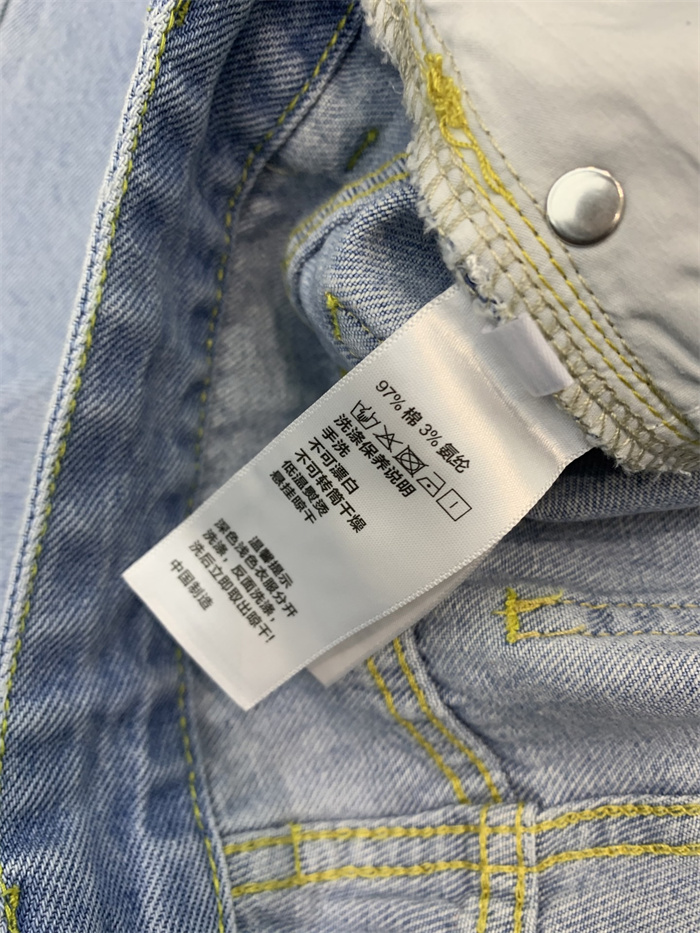 97% 棉 3% 氨纶
洗涤保养说明
手洗
不可漂白
不可转筒干燥
低温熨烫
悬挂晾干
温馨提示
深色浅色衣服分开
洗涤，反面洗涤，
洗后立即取出晾干！
中国制造